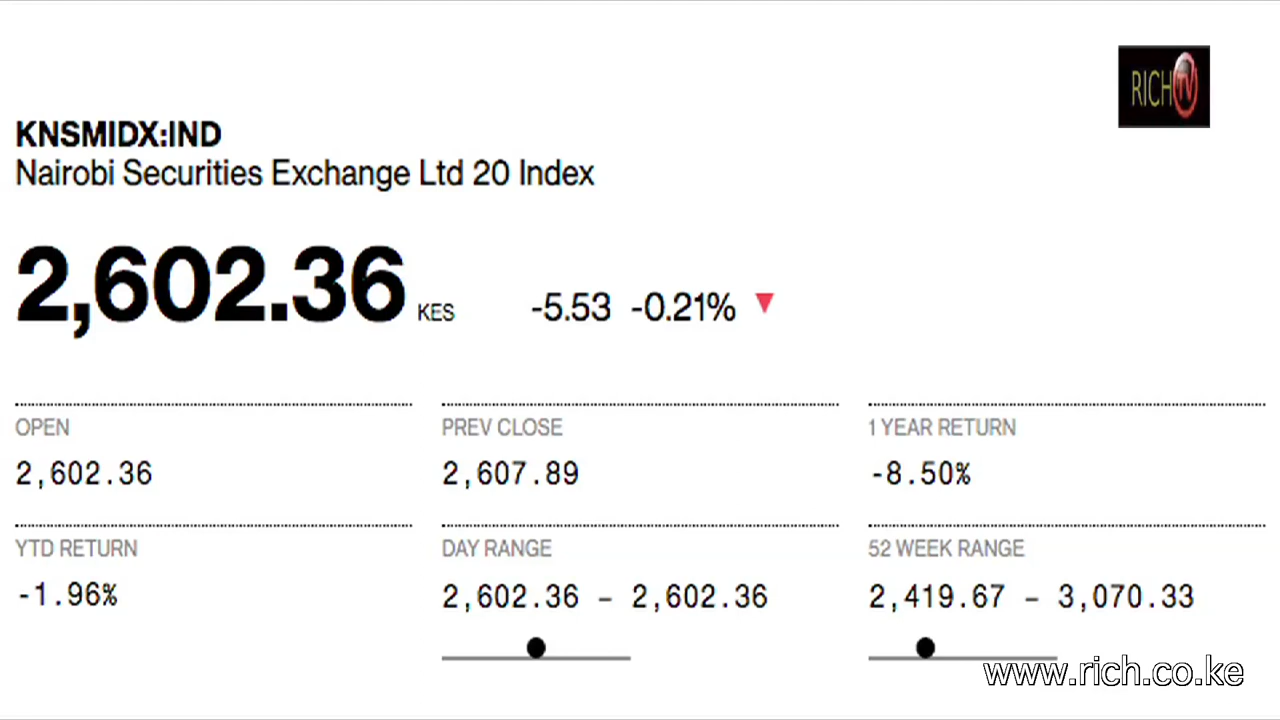 RICH TV
KNSMIDX:IND
Nairobi Securities Exchange Ltd 20 Index
2,602.36 KES -5.53 -0.21% ▼
OPEN PREV CLOSE 1 YEAR RETURN
2,602.36 2,607.89 -8.50%
YTD RETURN DAY RANGE 52 WEEK RANGE
-1.96% 2,602.36 – 2,602.36 2,419.67 – 3,070.33
www.rich.co.ke